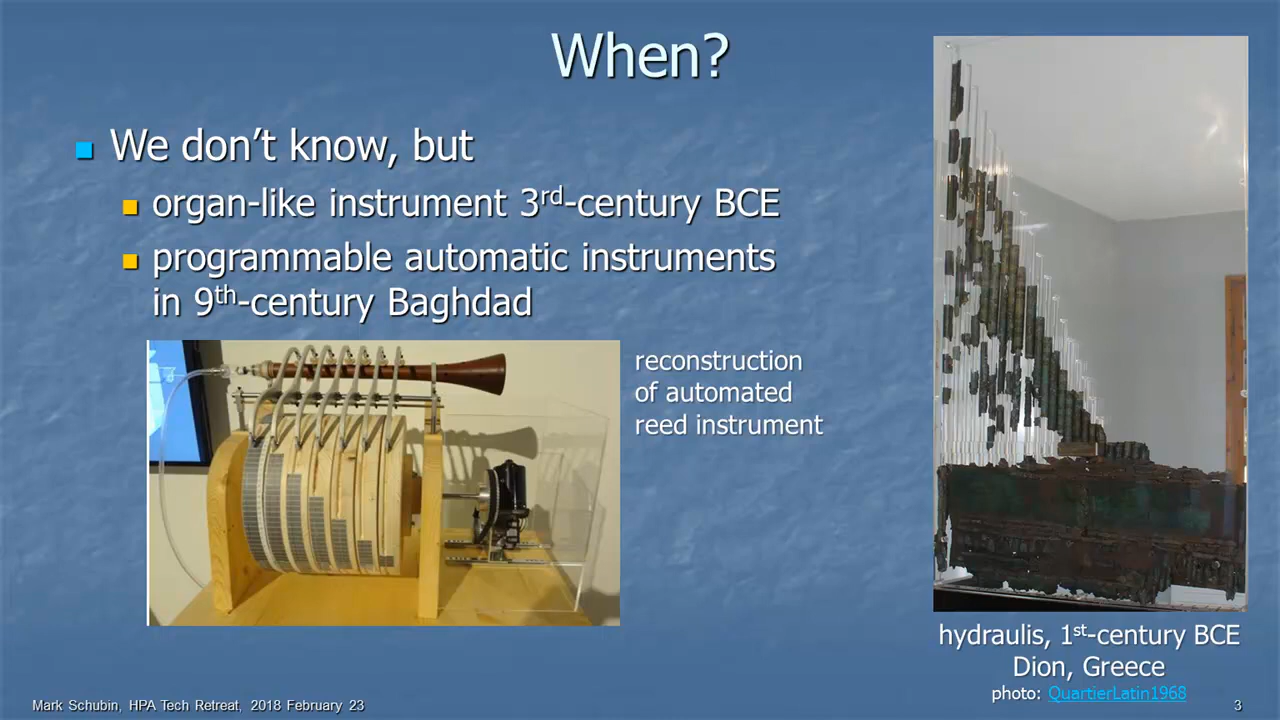 When?
We don't know, but
organ-like instrument 3rd-century BCE
programmable automatic instruments
in 9th-century Baghdad
reconstruction
of automated
reed instrument
hydraulis, 1st-century BCE
Dion, Greece
photo: QuartierLatin1968
Mark Schubin, HPA Tech Retreat, 2018 February 23
3